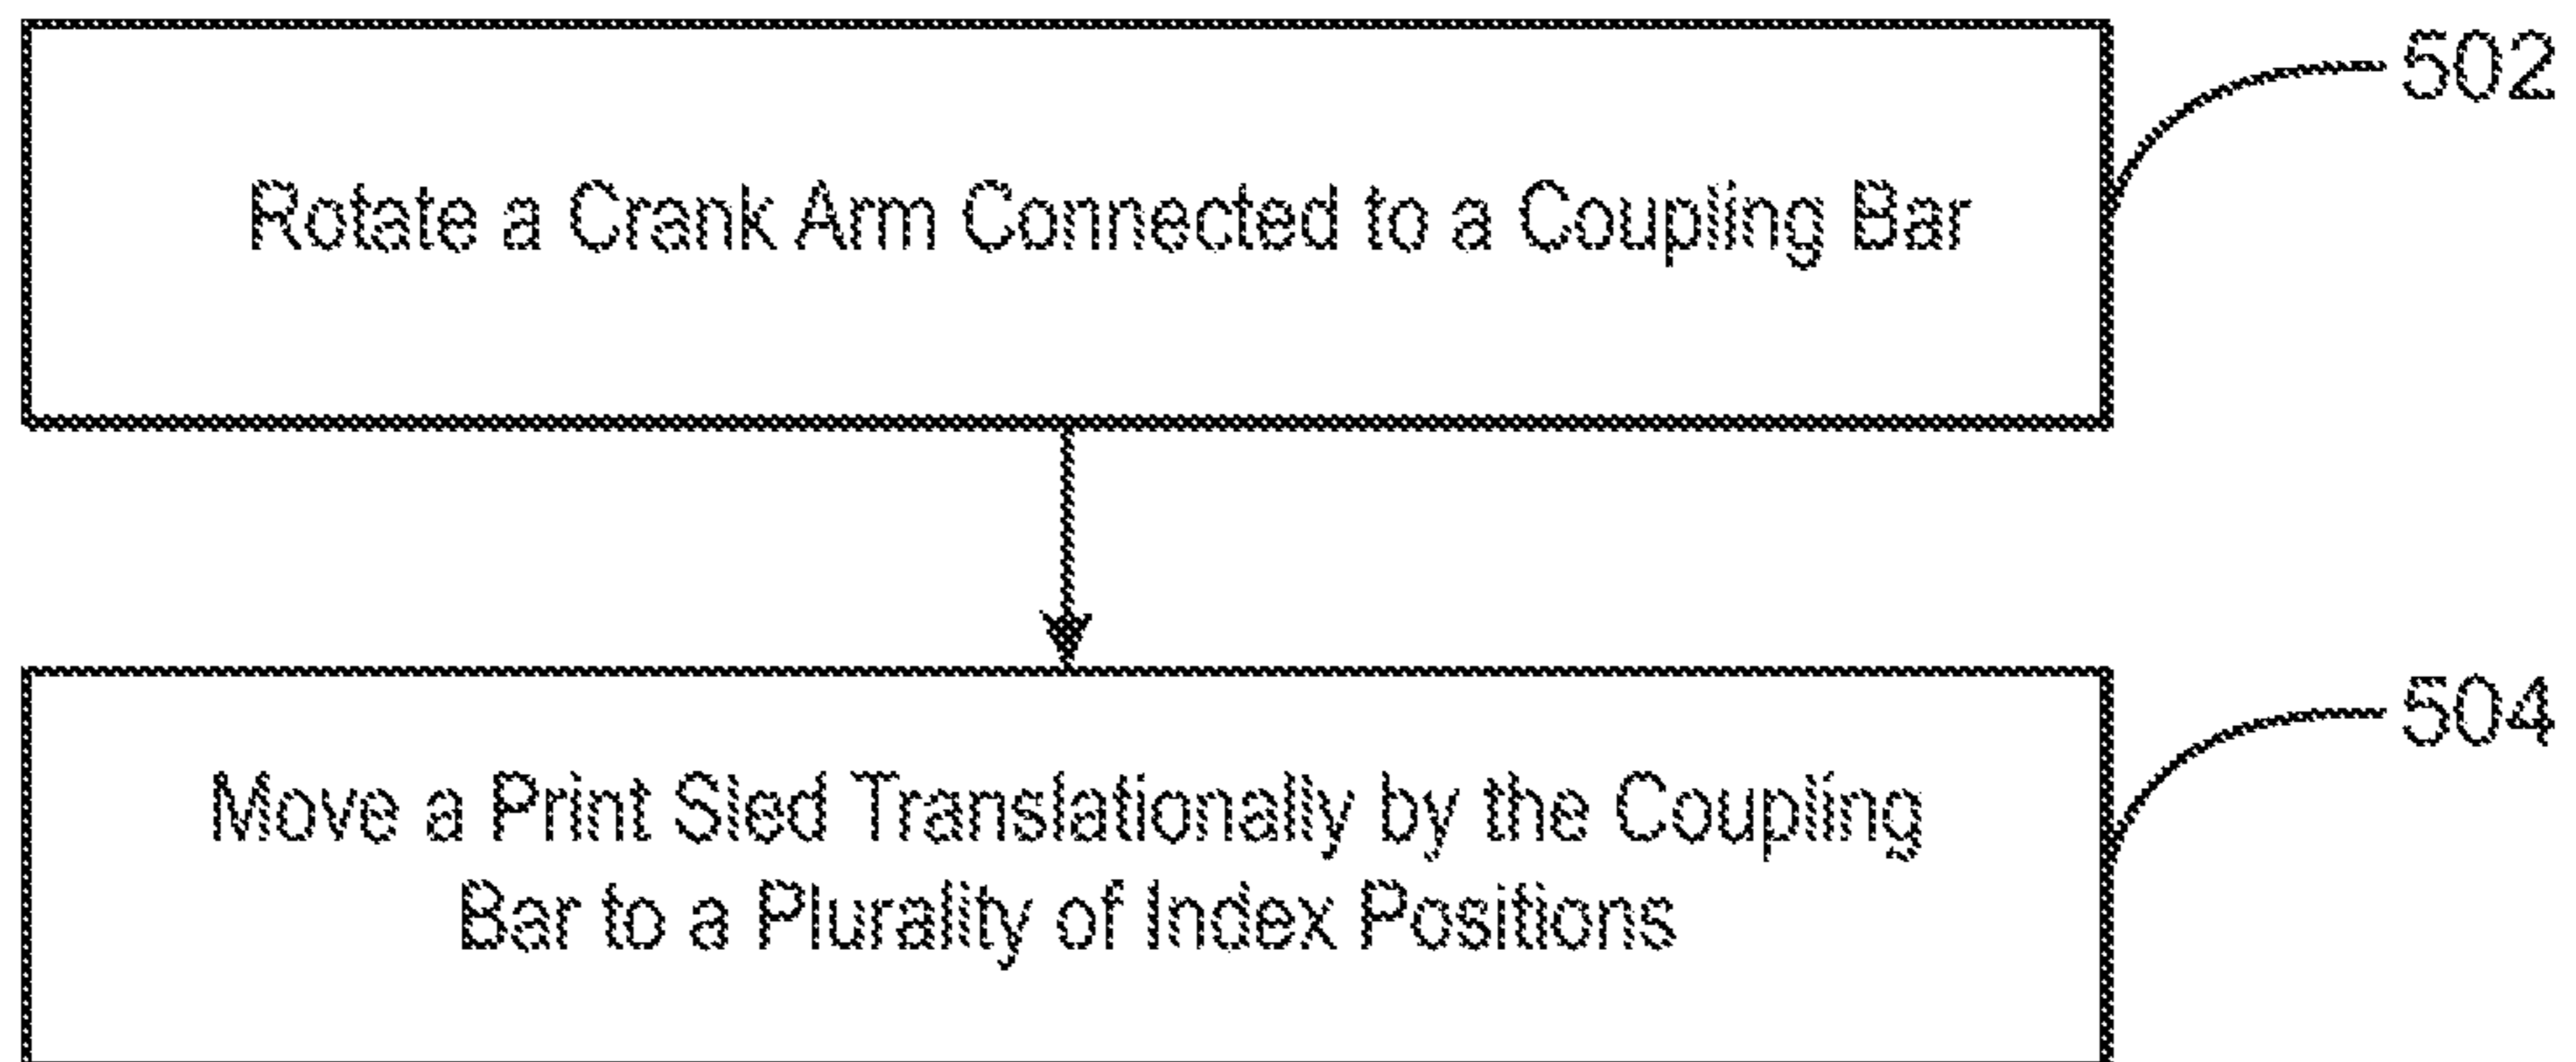 502
Rotate a Crank Arm Connected to a Coupling Bar
504
Move a Print Sled Translationally by the Coupling
Bar to a Plurality of Index Positions